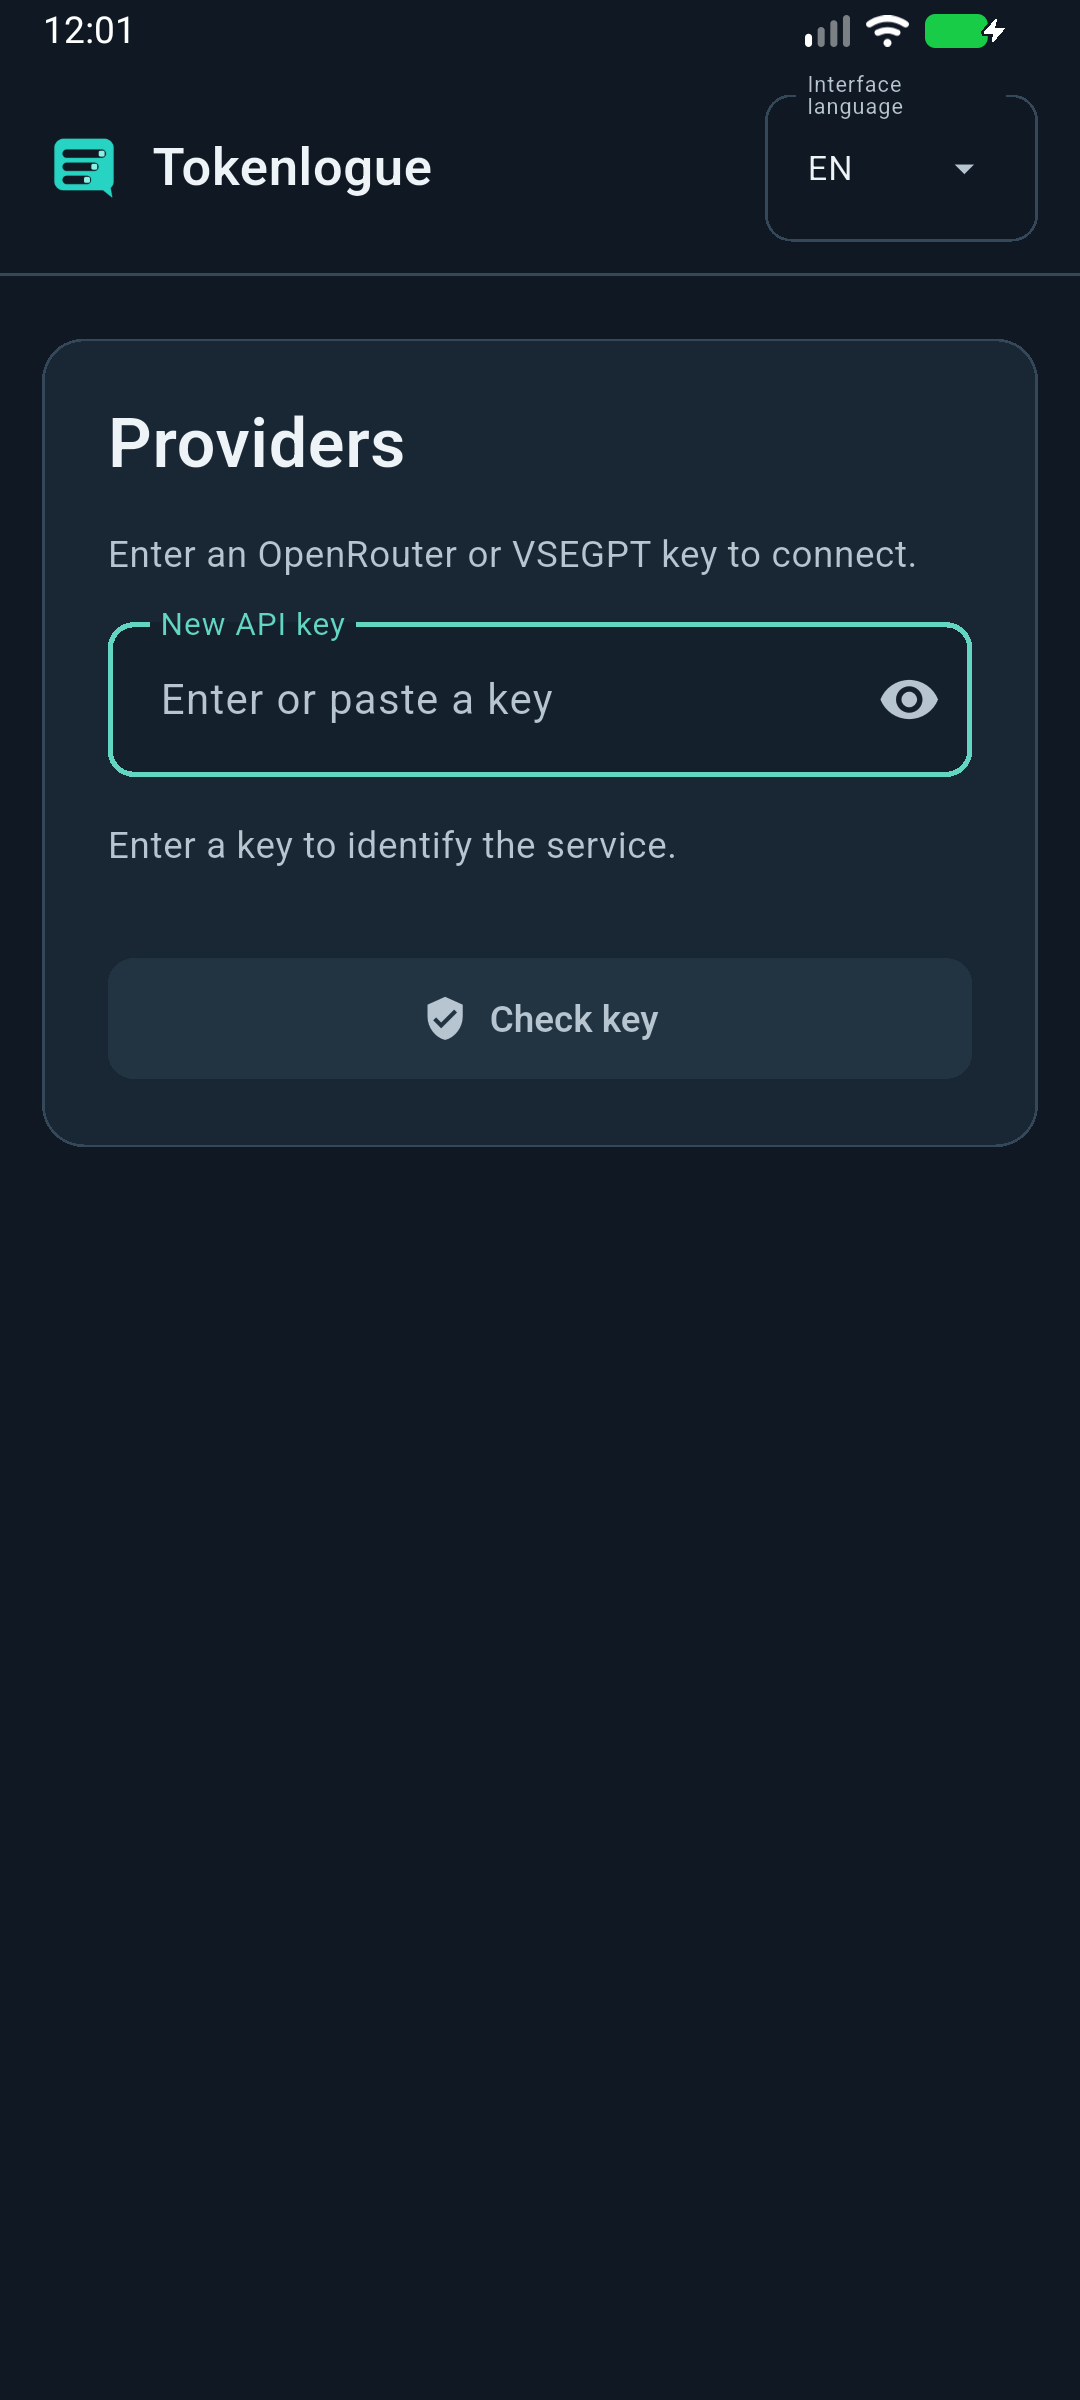 12:01
Interface
language
Tokenlogue
EN
Providers
Enter an OpenRouter or VSEGPT key to connect.
New API key
Enter or paste a key
Enter a key to identify the service.
Check key